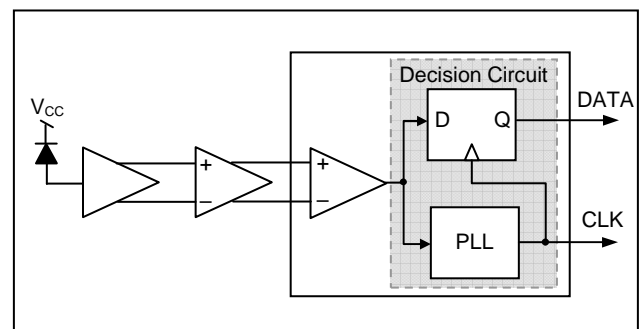 Decision Circuit
VCC
DATA
D Q
+ + +
− − −
PLL
CLK